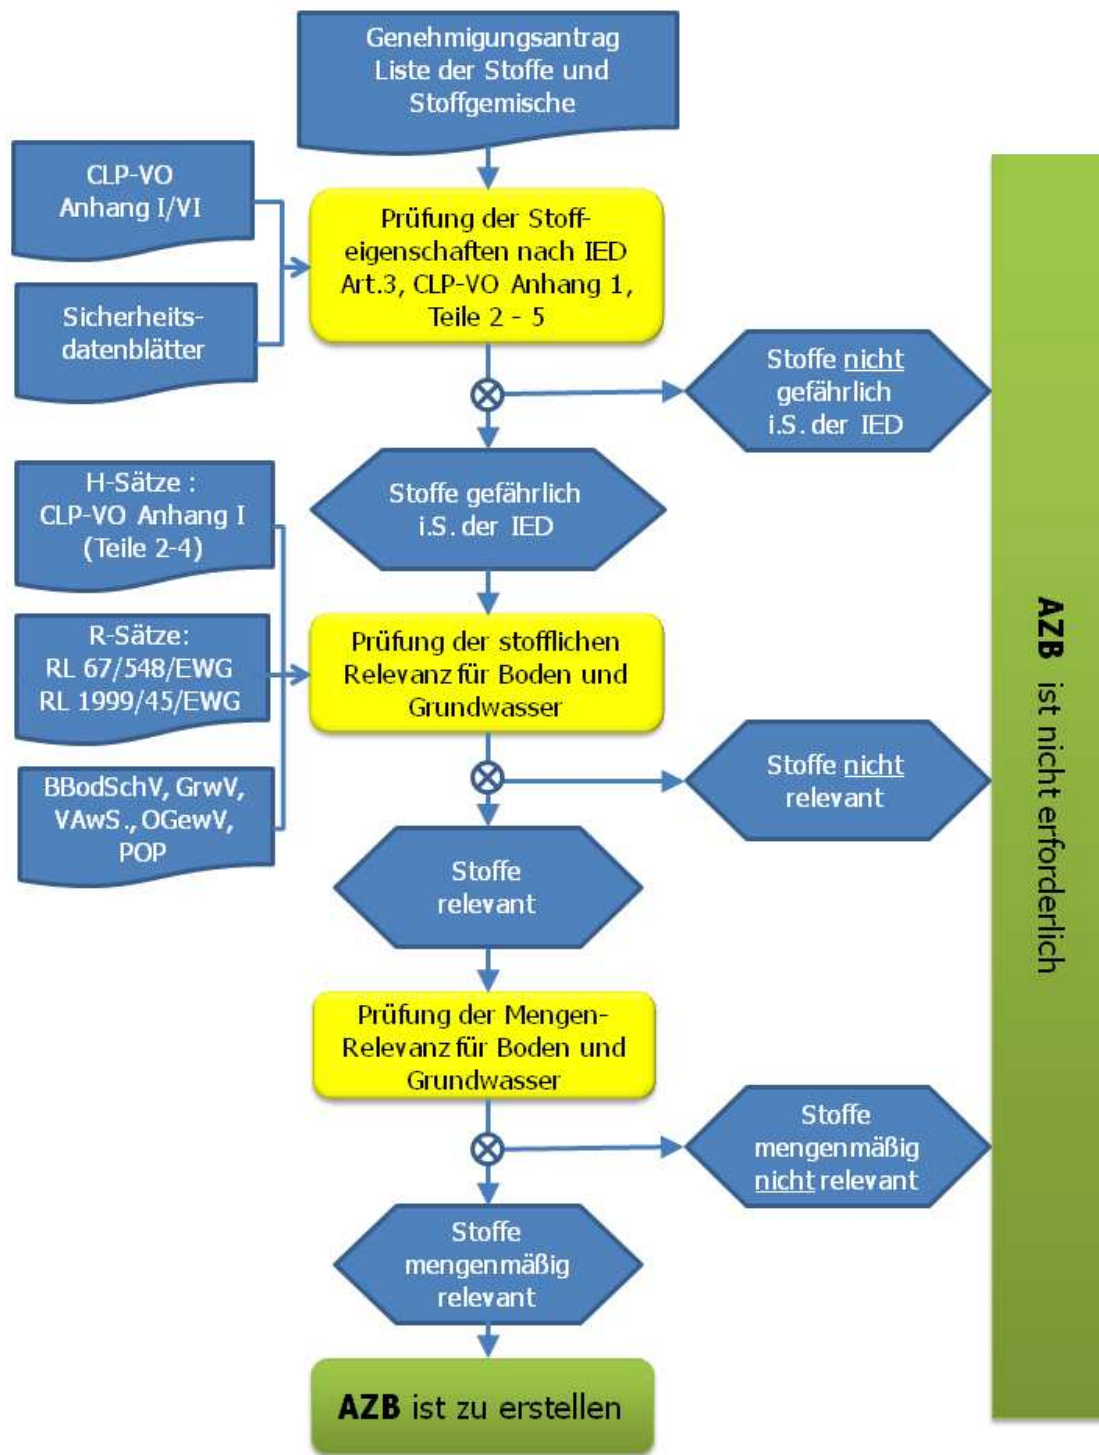 Genehmigungsantrag
Liste der Stoffe und
Stoffgemische
CLP-VO
Anhang I/VI
Sicherheits-
datenblätter
Prüfung der Stoff-
eigenschaften nach IED
Art.3, CLP-VO Anhang 1,
Teile 2 - 5
Stoffe nicht
gefährlich
i.S. der IED
Stoffe gefährlich
i.S. der IED
H-Sätze :
CLP-VO Anhang I
(Teile 2-4)
R-Sätze:
RL 67/548/EWG
RL 1999/45/EWG
BBodSchV, GrwV,
VAwS., OGewV,
POP
Prüfung der stofflichen
Relevanz für Boden und
Grundwasser
Stoffe nicht
relevant
Stoffe
relevant
Prüfung der Mengen-
Relevanz für Boden und
Grundwasser
Stoffe
mengenmäßig
nicht relevant
Stoffe
mengenmäßig
relevant
AZB ist zu erstellen
AZB ist nicht erforderlich